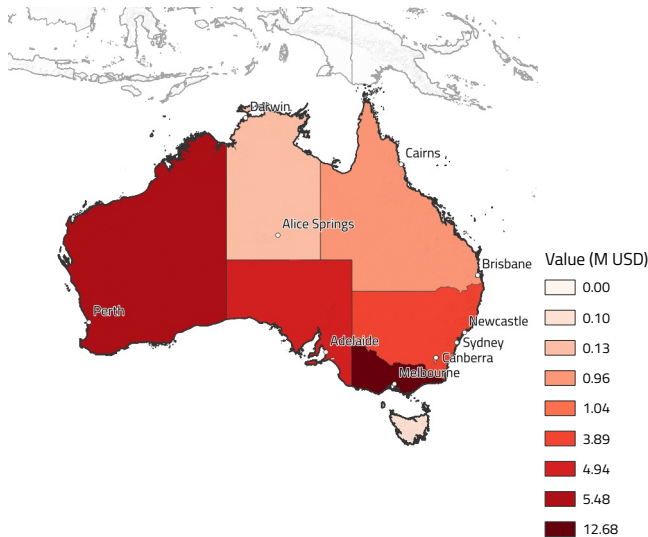 Darwin
Cairns
Alice Springs
Brisbane
Perth
Newcastle
Sydney
Adelaide
Canberra
Melbourne
Value (M USD)
0.00
0.10
0.13
0.96
1.04
3.89
4.94
5.48
12.68